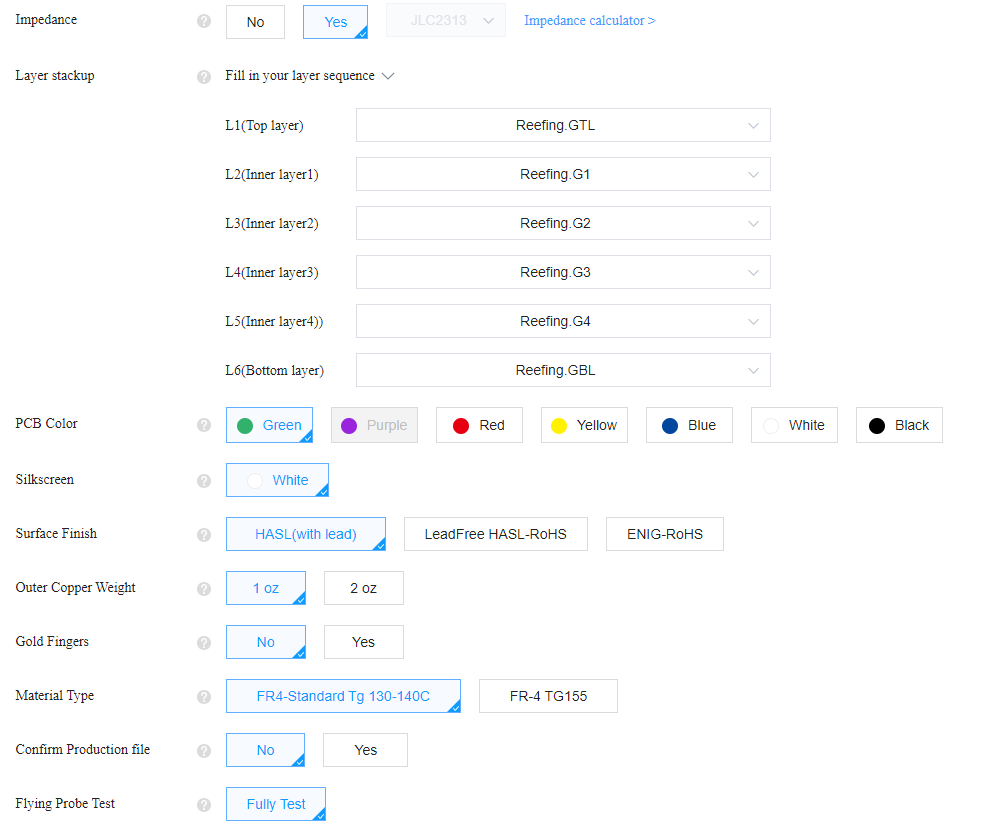 Impedance ? No Yes JLC2313 Impedance calculator >
Layer stackup ? Fill in your layer sequence
L1(Top layer) Reefing.GTL
L2(Inner layer1) Reefing.G1
L3(Inner layer2) Reefing.G2
L4(Inner layer3) Reefing.G3
L5(Inner layer4)) Reefing.G4
L6(Bottom layer) Reefing.GBL
PCB Color ? Green Purple Red Yellow Blue White Black
Silkscreen ? White
Surface Finish ? HASL(with lead) LeadFree HASL-RoHS ENIG-RoHS
Outer Copper Weight ? 1 oz 2 oz
Gold Fingers ? No Yes
Material Type ? FR4-Standard Tg 130-140C FR-4 TG155
Confirm Production file ? No Yes
Flying Probe Test ? Fully Test